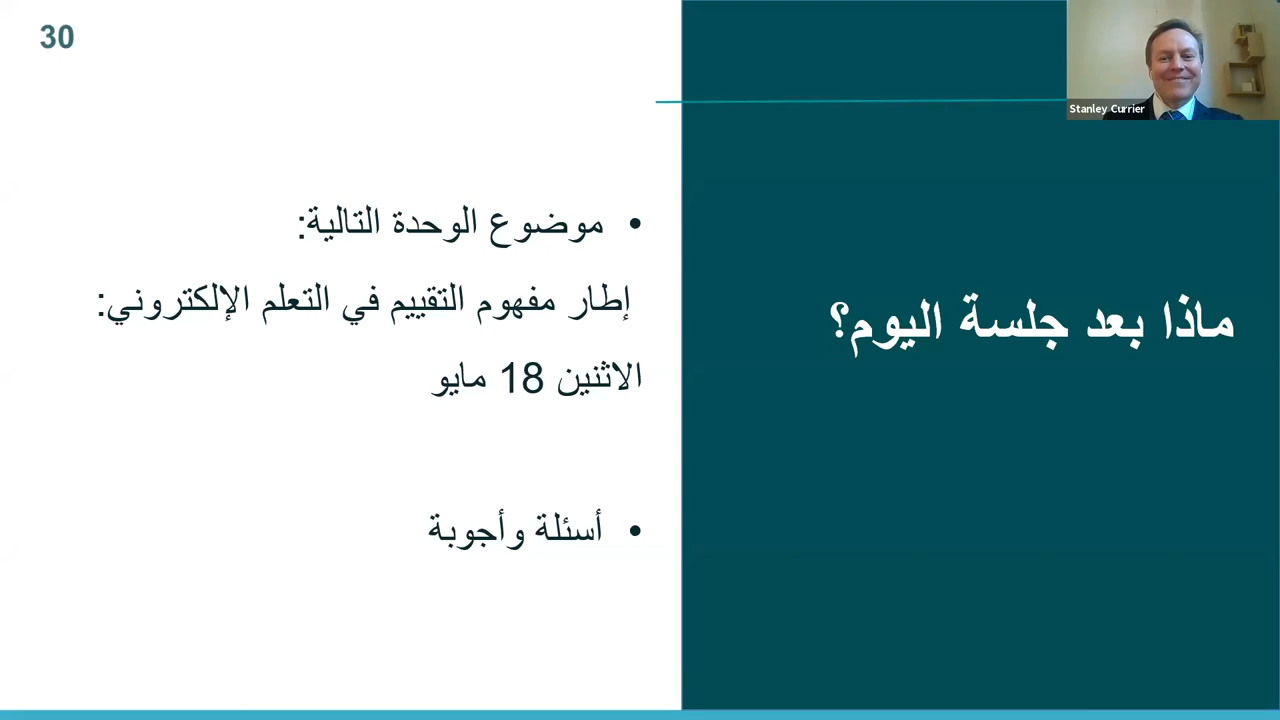 30
Stanley Currier
ماذا بعد جلسة اليوم؟
• موضوع الوحدة التالية:
إطار مفهوم التقييم في التعلم الإلكتروني:
الاثنين 18 مايو
• أسئلة وأجوبة